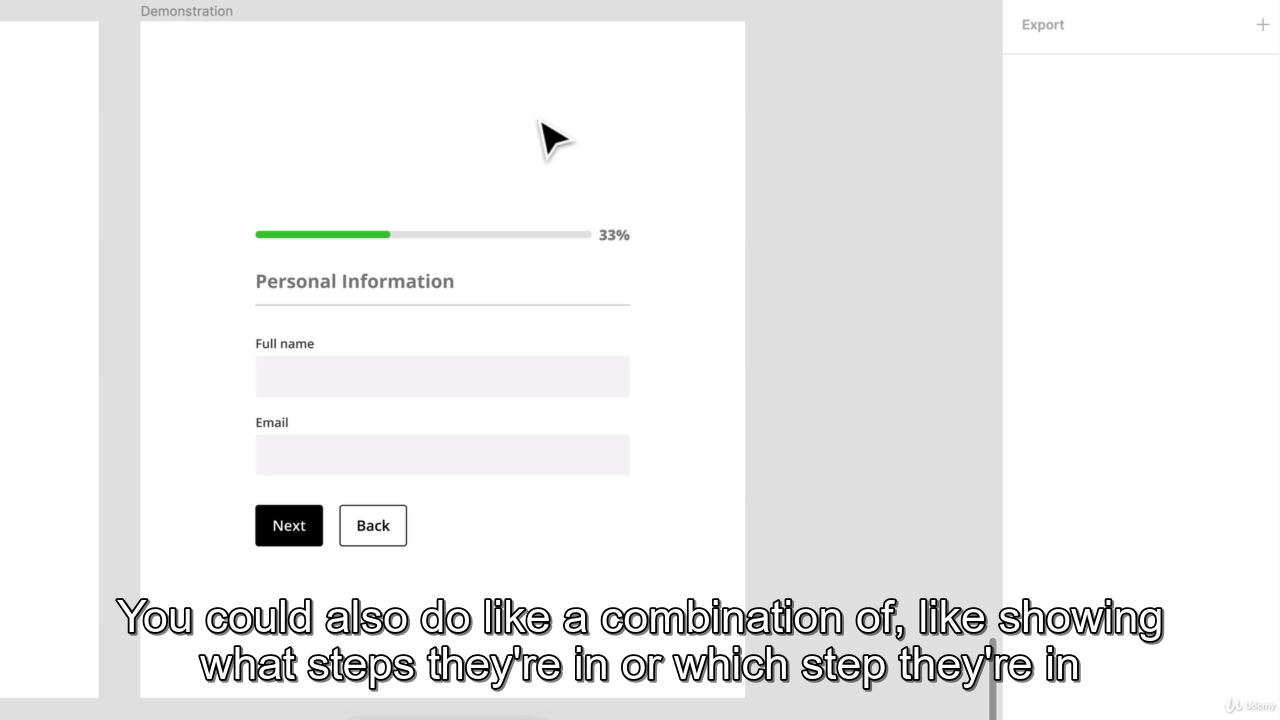 Demonstration
Export
33%
Personal Information
Full name
Email
Next
Back
You could also do like a combination of, like showing
what steps they're in or which step they're in
Udemy